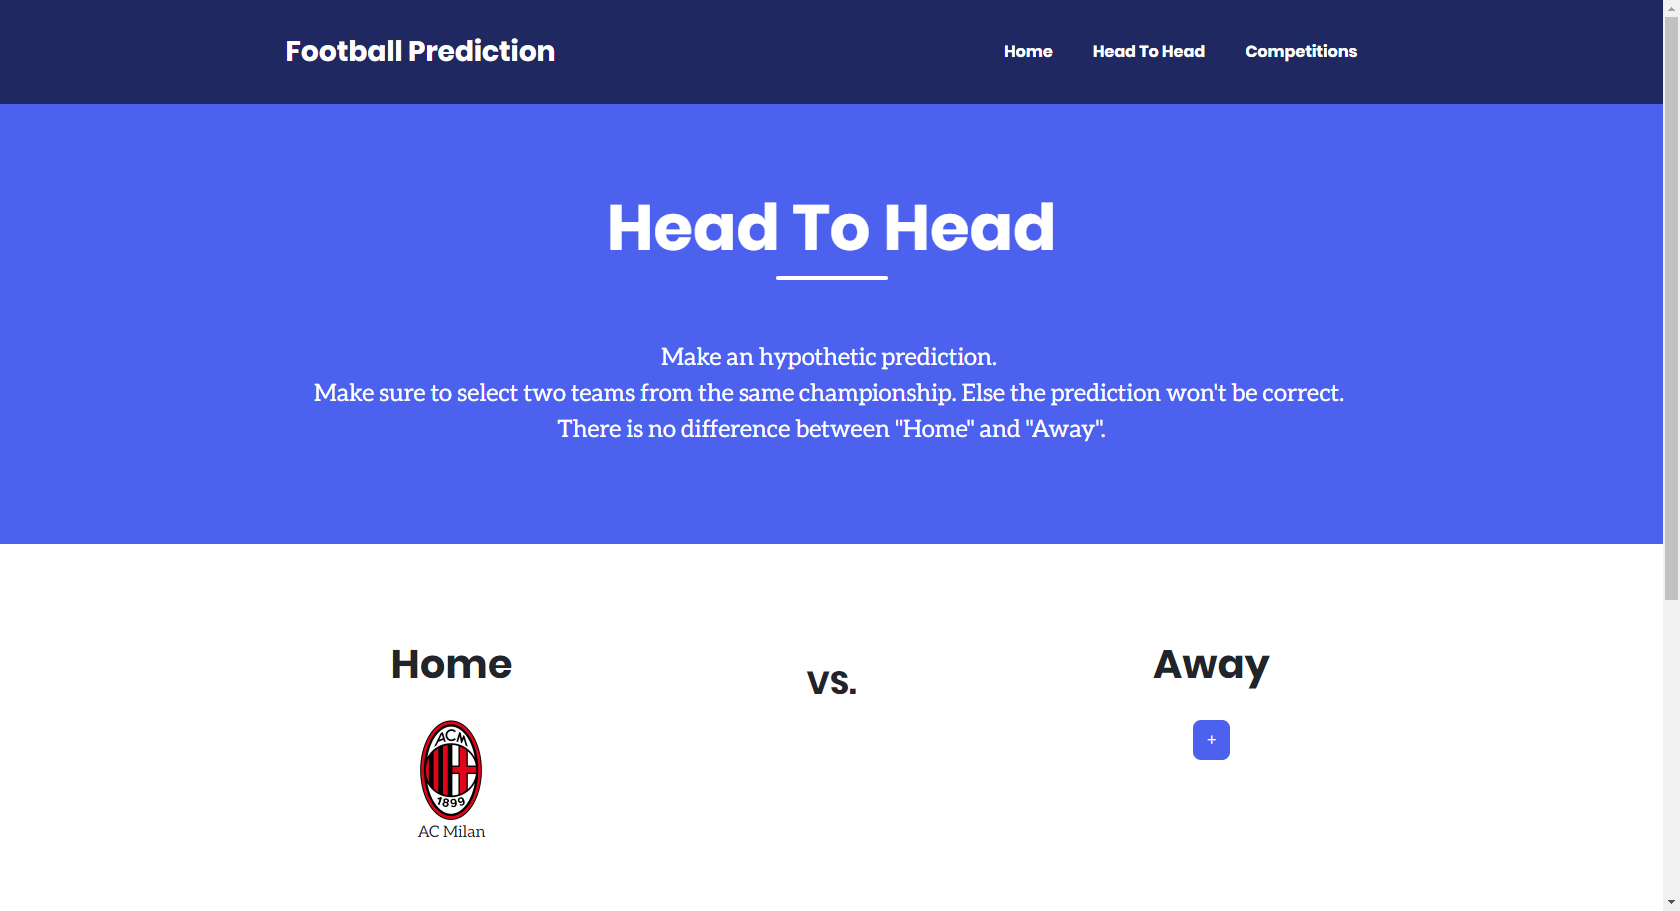 Football Prediction
Home
Head To Head
Competitions
Head To Head
Make an hypothetic prediction.
Make sure to select two teams from the same championship. Else the prediction won't be correct.
There is no difference between "Home" and "Away".
Home
VS.
Away
+
ACM
1899
AC Milan